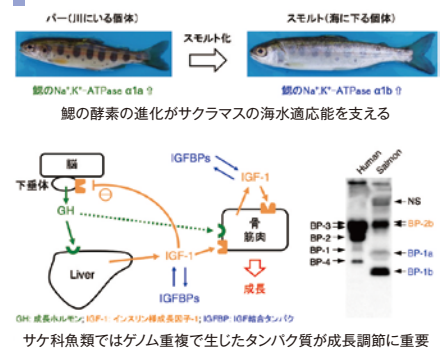 パー(川にいる個体)
スモルト化
スモルト(海に下る個体)
鰓のNa⁺,K⁺-ATPase α1a ⇧
鰓のNa⁺,K⁺-ATPase α1b ⇧
鰓の酵素の進化がサクラマスの海水適応能を支える
脳
下垂体
GH
Liver
IGF-1
IGFBPs
IGFBPs
IGF-1
骨
筋肉
成長
Human
Salmon
NS
BP-3
BP-2
BP-1
BP-4
BP-2b
BP-1a
BP-1b
GH: 成長ホルモン; IGF-1: インスリン様成長因子-1; IGFBP: IGF結合タンパク
サケ科魚類ではゲノム重複で生じたタンパク質が成長調節に重要